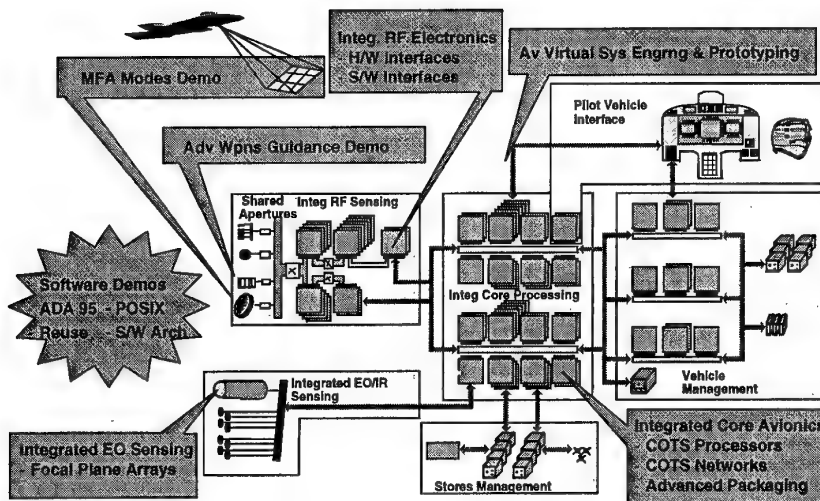 Integ. RF Electronics
- H/W Interfaces
- S/W Interfaces
Av Virtual Sys Engrng & Prototyping
MFA Modes Demo
Pilot Vehicle
Interface
Adv Wpns Guidance Demo
Shared
Apertures
Integ RF Sensing
Software Demos
ADA 95 - POSIX
Reuse - S/W Arch
Integ Core Processing
Vehicle Management
Integrated EO/IR
Sensing
Integrated EO Sensing
- Focal Plane Arrays
Stores Management
Integrated Core Avionics
COTS Processors
COTS Networks
Advanced Packaging